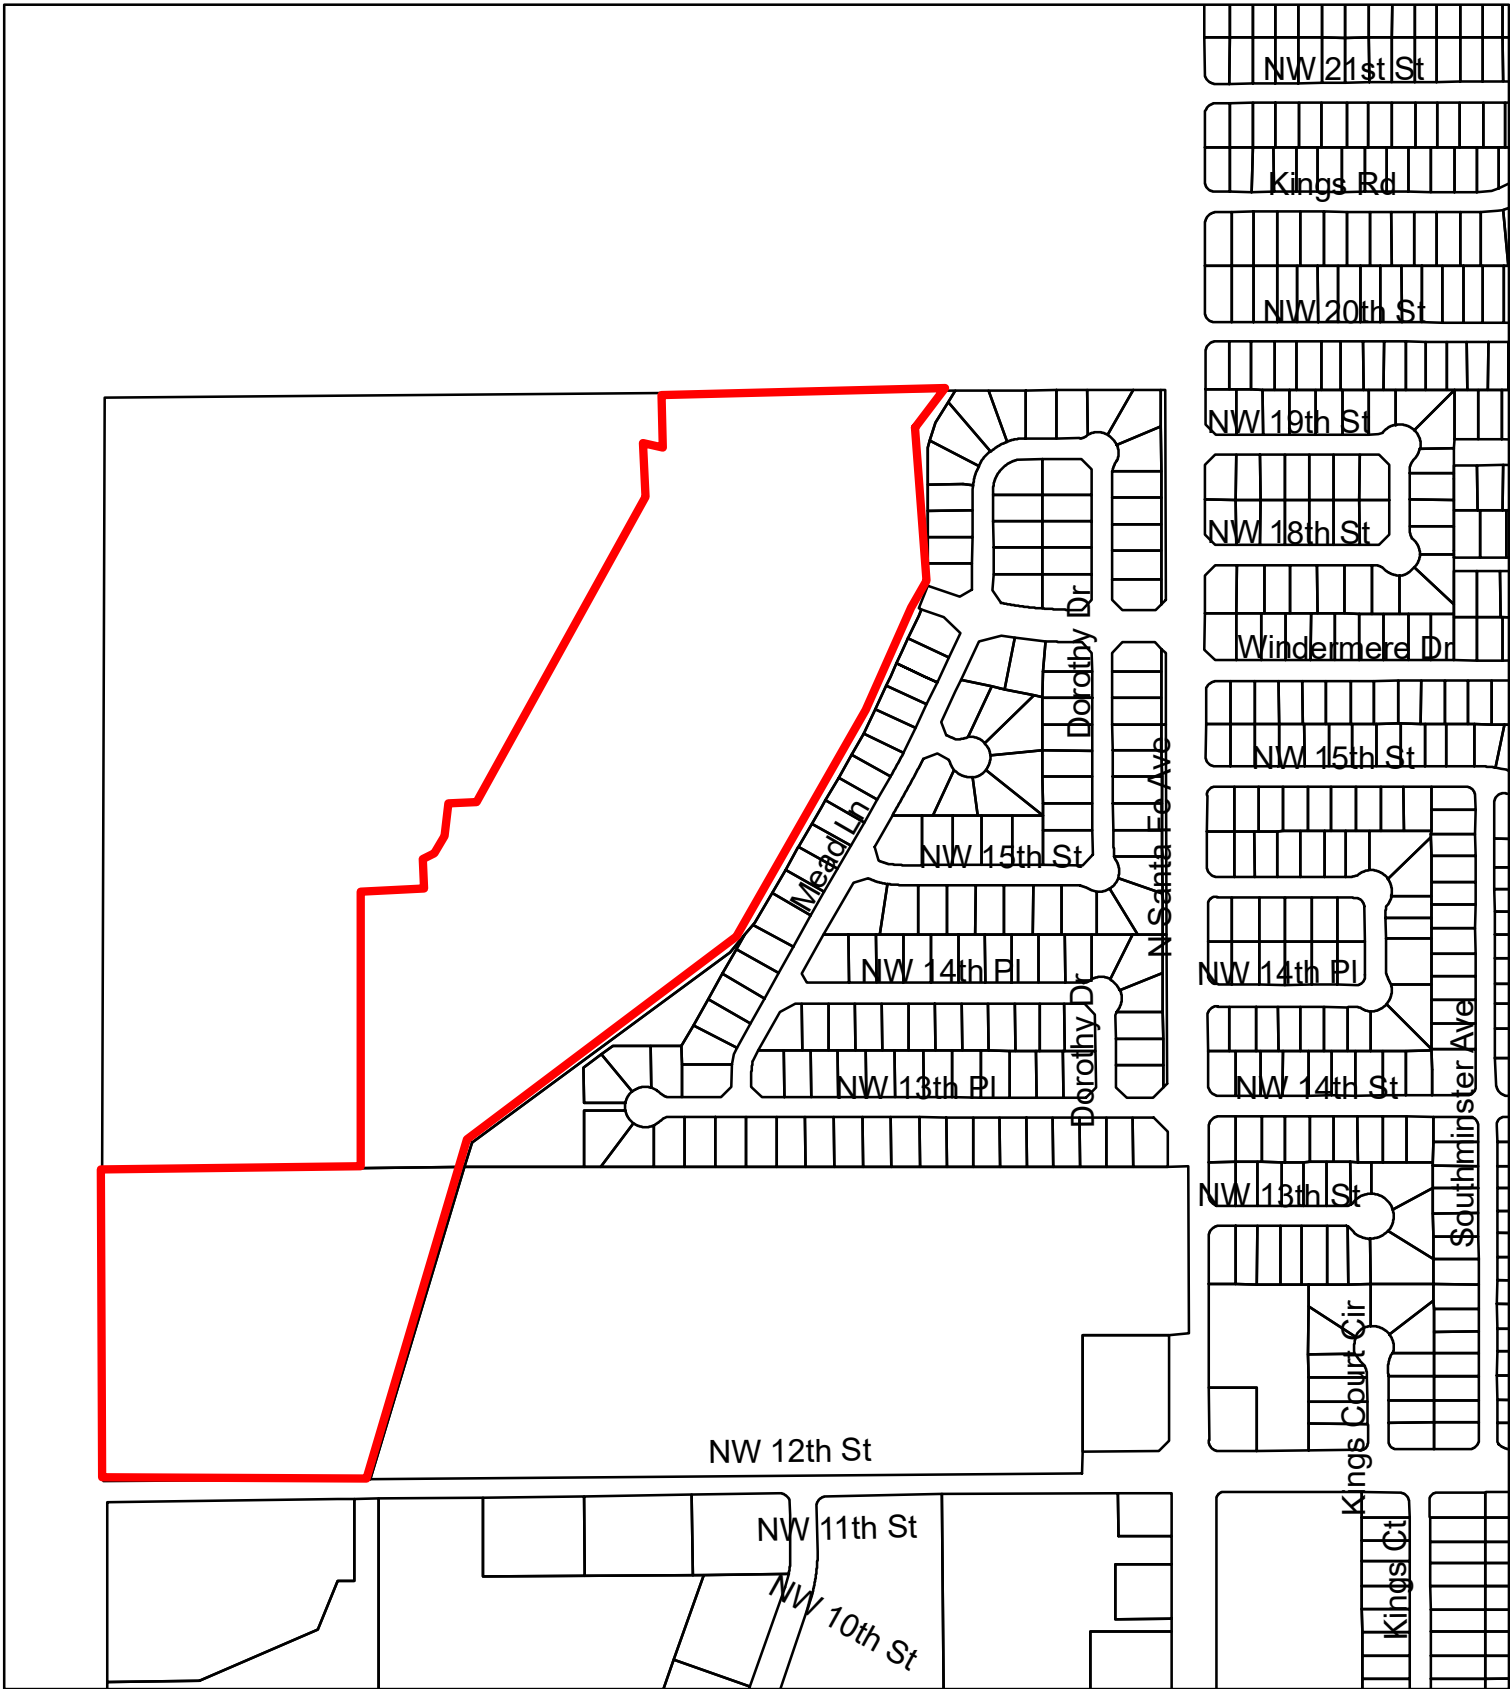 NW 21st St
Kings Rd
NW 20th St
NW 19th St
NW 18th St
Windermere Dr
Dorothy Dr
NW 15th St
N Santa Fe Ave
Mead Ln
NW 15th St
NW 14th Pl
NW 14th Pl
Dorothy Dr
NW 13th Pl
NW 14th St
Southminster Ave
NW 13th St
Kings Court Cir
NW 12th St
NW 11th St
Kings Ct
NW 10th St